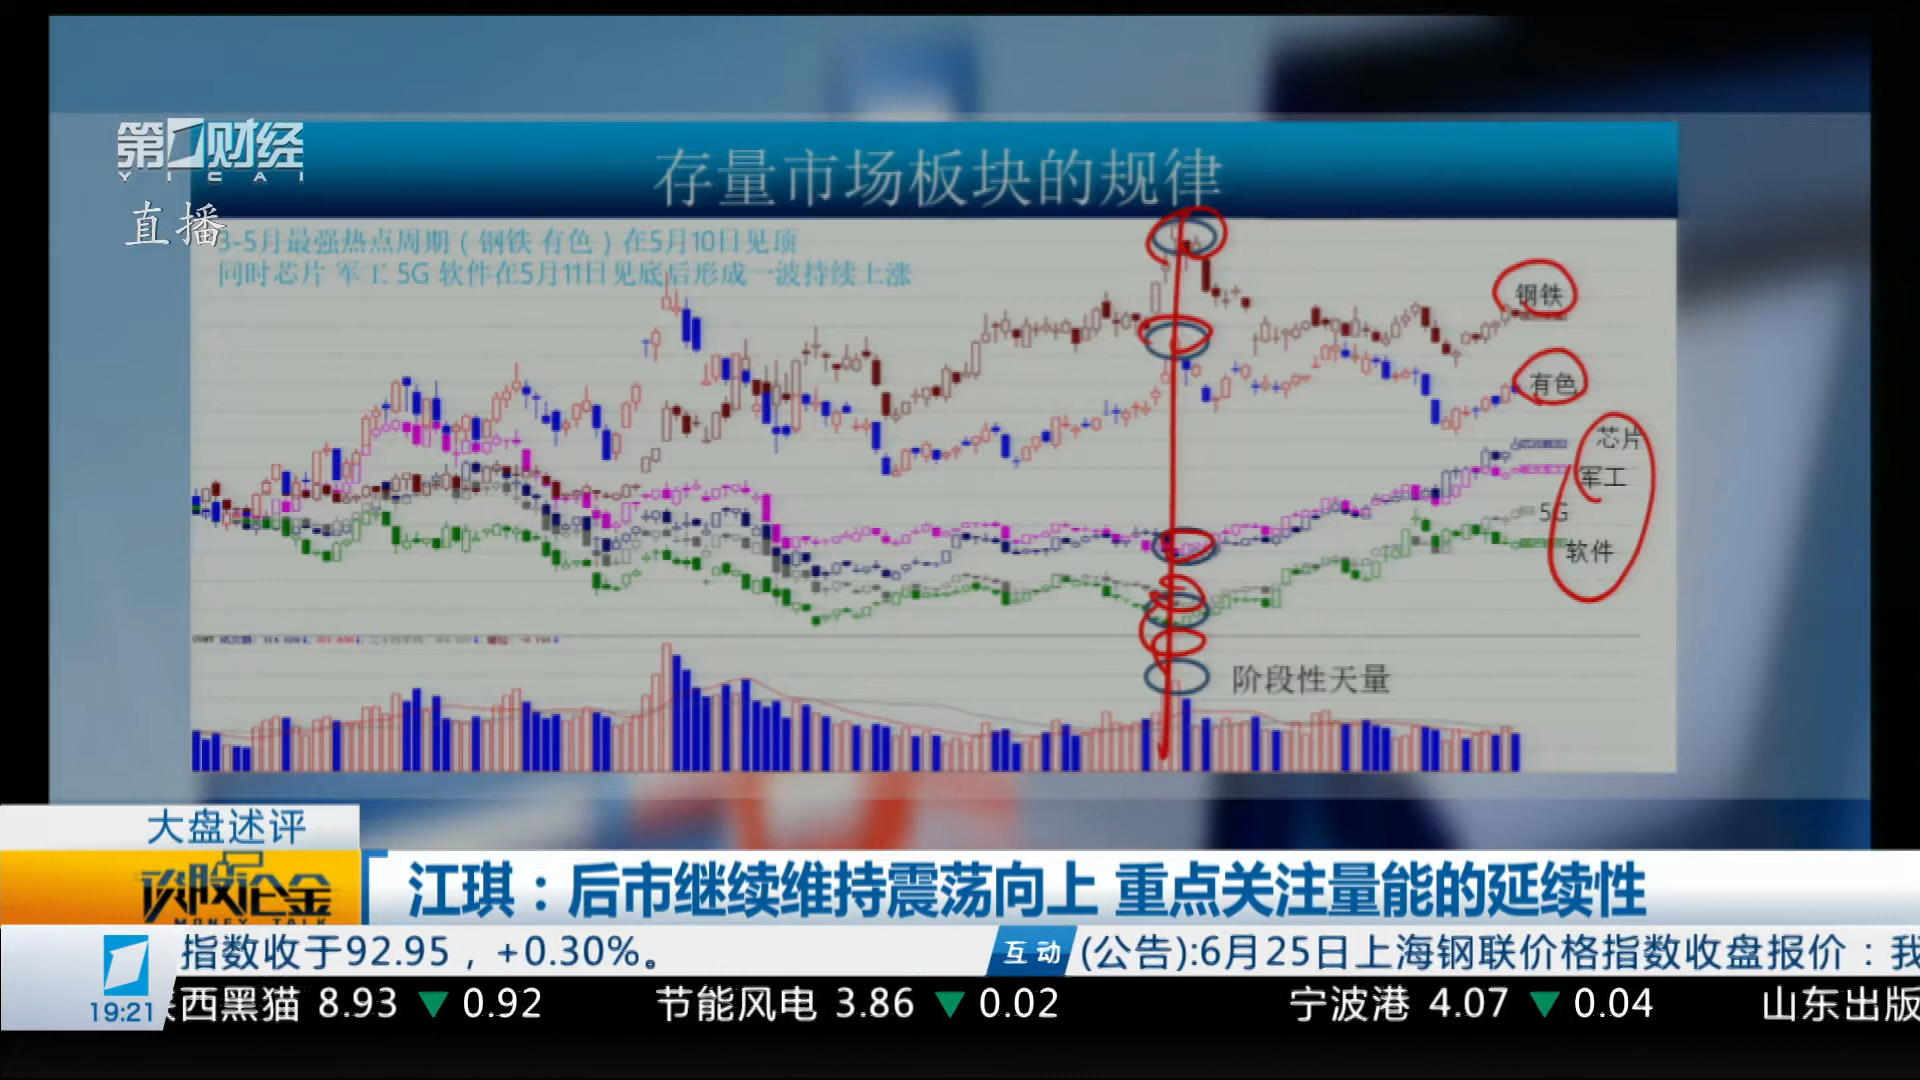 第一财经
YICAI
直播
存量市场板块的规律
3-5月最强热点周期（钢铁 有色）在5月10日见顶
同时芯片 军工 5G 软件在5月11日见底后形成一波持续上涨
钢铁
有色
芯片
军工
5G
软件
阶段性天量
大盘述评
谈股论金
MONEY TALK
江琪：后市继续维持震荡向上 重点关注量能的延续性
指数收于92.95，+0.30%。
互动
(公告):6月25日上海钢联价格指数收盘报价：我
19:21
西黑猫 8.93 ▼ 0.92
节能风电 3.86 ▼ 0.02
宁波港 4.07 ▼ 0.04
山东出版